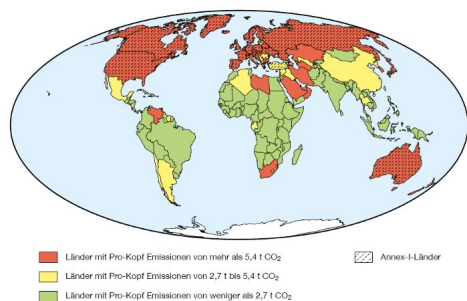 Länder mit Pro-Kopf Emissionen von mehr als 5,4 t CO₂
Annex-I-Länder
Länder mit Pro-Kopf Emissionen von 2,7 t bis 5,4 t CO₂
Länder mit Pro-Kopf Emissionen von weniger als 2,7 t CO₂